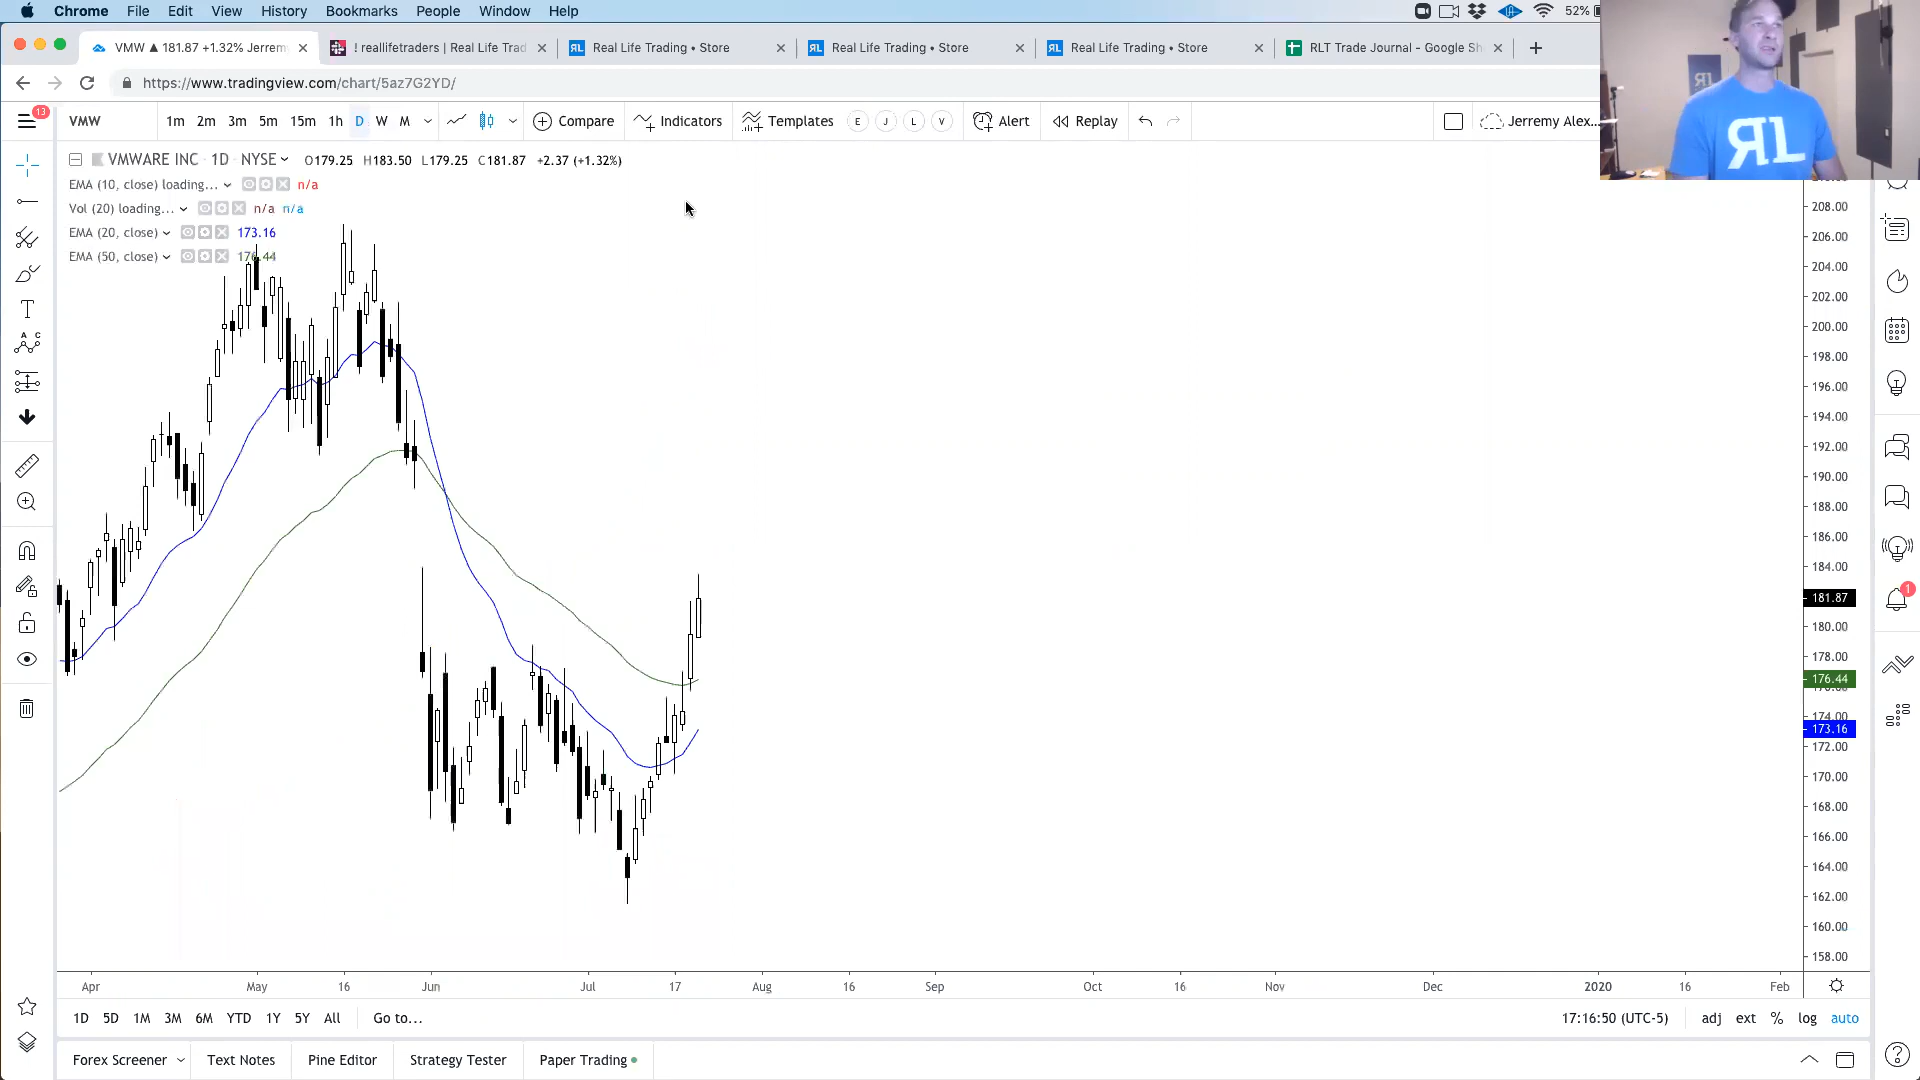 Chrome File Edit View History Bookmarks People Window Help 52%
VMW ▲ 181.87 +1.32% Jerrem
! reallifetraders | Real Life Trad
Real Life Trading • Store
Real Life Trading • Store
Real Life Trading • Store
RLT Trade Journal - Google Sh
https://www.tradingview.com/chart/5az7G2YD/
13
VMW 1m 2m 3m 5m 15m 1h D W M Compare Indicators Templates E J L V Alert Replay Jerremy Alex...
VMWARE INC 1D NYSE O179.25 H183.50 L179.25 C181.87 +2.37 (+1.32%)
EMA (10, close) loading... n/a
Vol (20) loading... n/a n/a
EMA (20, close) 173.16
EMA (50, close) 176.44
RL
A C
T
208.00
206.00
204.00
202.00
200.00
198.00
196.00
194.00
192.00
190.00
188.00
186.00
184.00
181.87
180.00
178.00
176.44
174.00
173.16
172.00
170.00
168.00
166.00
164.00
162.00
160.00
158.00
1
Apr May 16 Jun Jul 17 Aug 16 Sep Oct 16 Nov Dec 2020 16 Feb
1D 5D 1M 3M 6M YTD 1Y 5Y All Go to... 17:16:50 (UTC-5) adj ext % log auto
Forex Screener Text Notes Pine Editor Strategy Tester Paper Trading